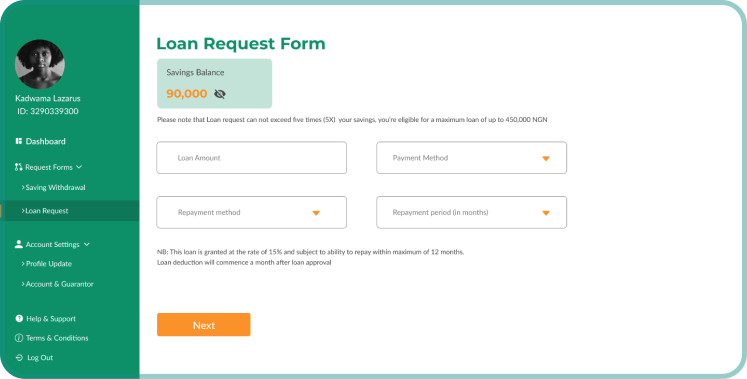 Kadwama Lazarus
ID: 3290339300
Dashboard
Request Forms
Saving Withdrawal
Loan Request
Account Settings
Profile Update
Account & Guarantor
Help & Support
Terms & Conditions
Log Out
Loan Request Form
Savings Balance
90,000
Please note that Loan request can not exceed five times (5X) your savings, you're eligible for a maximum loan of up to 450,000 NGN
Loan Amount
Payment Method
Repayment method
Repayment period (in months)
NB: This loan is granted at the rate of 15% and subject to ability to repay within maximum of 12 months.
Loan deduction will commence a month after loan approval
Next